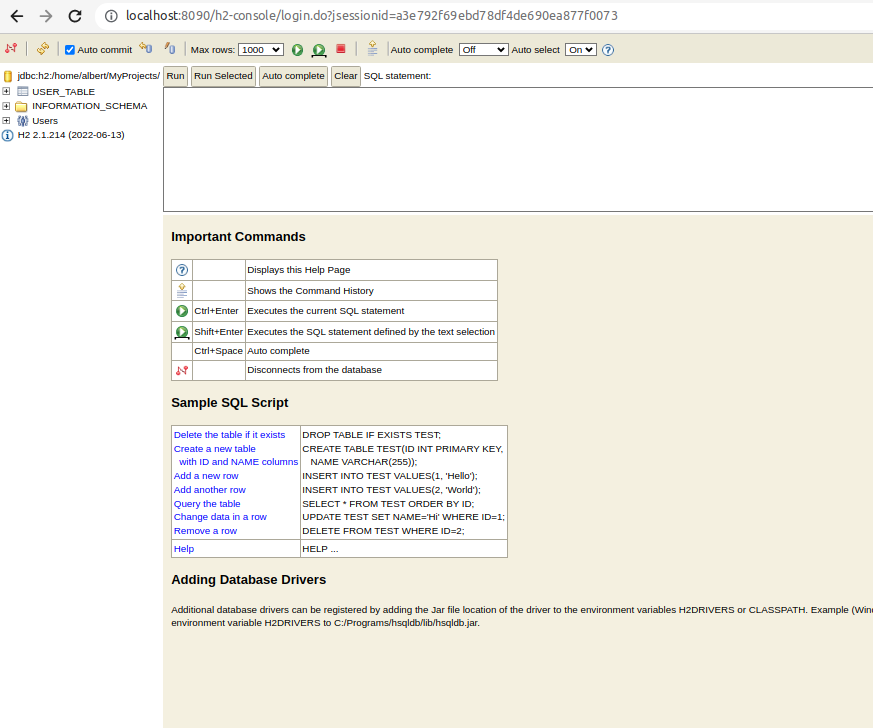 localhost:8090/h2-console/login.do?jsessionid=a3e792f69ebd78df4de690ea877f0073
Auto commit Max rows: 1000 Auto complete Off Auto select On
jdbc:h2:/home/albert/MyProjects/ Run Run Selected Auto complete Clear SQL statement:
USER_TABLE
INFORMATION_SCHEMA
Users
H2 2.1.214 (2022-06-13)
Important Commands
Displays this Help Page
Shows the Command History
Ctrl+Enter Executes the current SQL statement
Shift+Enter Executes the SQL statement defined by the text selection
Ctrl+Space Auto complete
Disconnects from the database
Sample SQL Script
Delete the table if it exists DROP TABLE IF EXISTS TEST;
Create a new table CREATE TABLE TEST(ID INT PRIMARY KEY,
with ID and NAME columns NAME VARCHAR(255));
Add a new row INSERT INTO TEST VALUES(1, 'Hello');
Add another row INSERT INTO TEST VALUES(2, 'World');
Query the table SELECT * FROM TEST ORDER BY ID;
Change data in a row UPDATE TEST SET NAME='Hi' WHERE ID=1;
Remove a row DELETE FROM TEST WHERE ID=2;
Help HELP ...
Adding Database Drivers
Additional database drivers can be registered by adding the Jar file location of the driver to the environment variables H2DRIVERS or CLASSPATH. Example (Win
environment variable H2DRIVERS to C:/Programs/hsqldb/lib/hsqldb.jar.